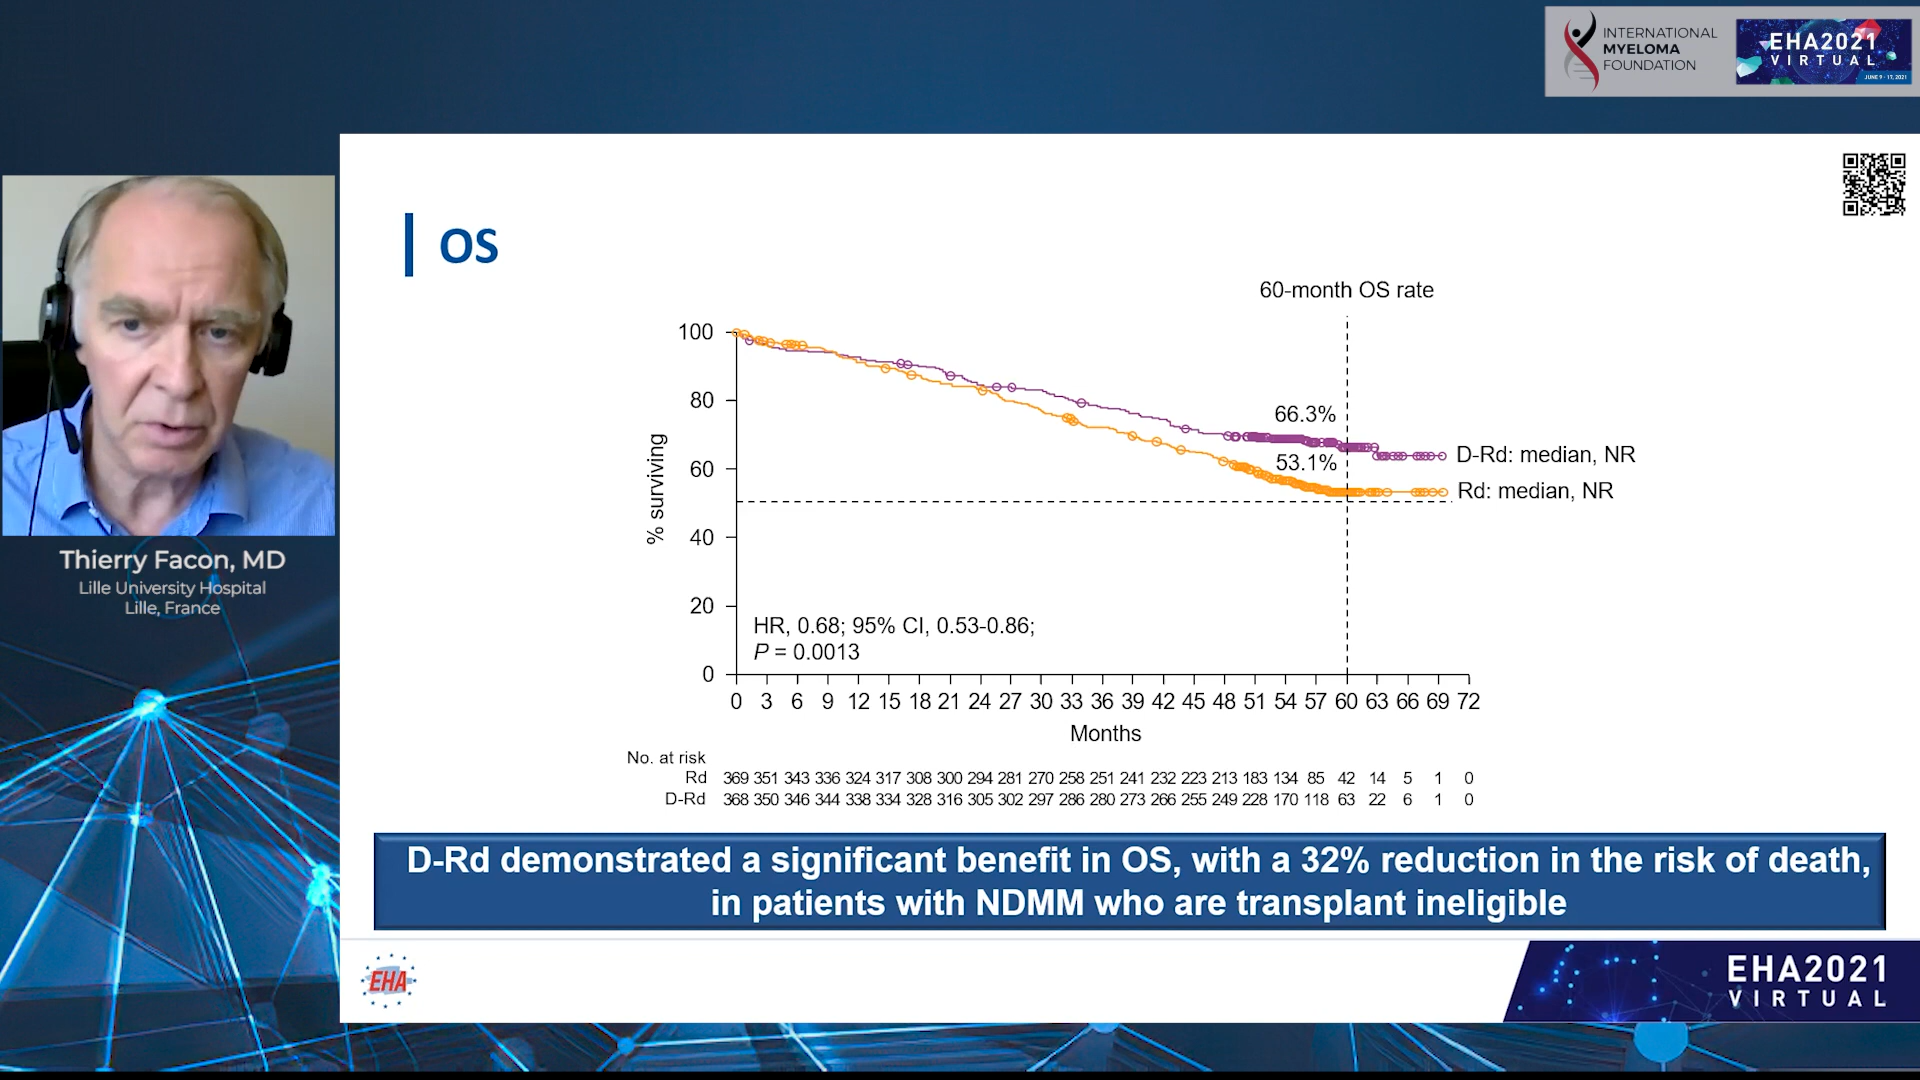 INTERNATIONAL
MYELOMA
FOUNDATION
EHA2021
VIRTUAL
JUNE 9 - 17, 2021
OS
60-month OS rate
100
80
60
40
20
0
% surviving
66.3%
53.1%
D-Rd: median, NR
Rd: median, NR
HR, 0.68; 95% CI, 0.53-0.86;
P = 0.0013
0 3 6 9 12 15 18 21 24 27 30 33 36 39 42 45 48 51 54 57 60 63 66 69 72
Months
No. at risk
Rd 369 351 343 336 324 317 308 300 294 281 270 258 251 241 232 223 213 183 134 85 42 14 5 1 0
D-Rd 368 350 346 344 338 334 328 316 305 302 297 286 280 273 266 255 249 228 170 118 63 22 6 1 0
Thierry Facon, MD
Lille University Hospital
Lille, France
D-Rd demonstrated a significant benefit in OS, with a 32% reduction in the risk of death,
in patients with NDMM who are transplant ineligible
EHA
EHA2021
VIRTUAL